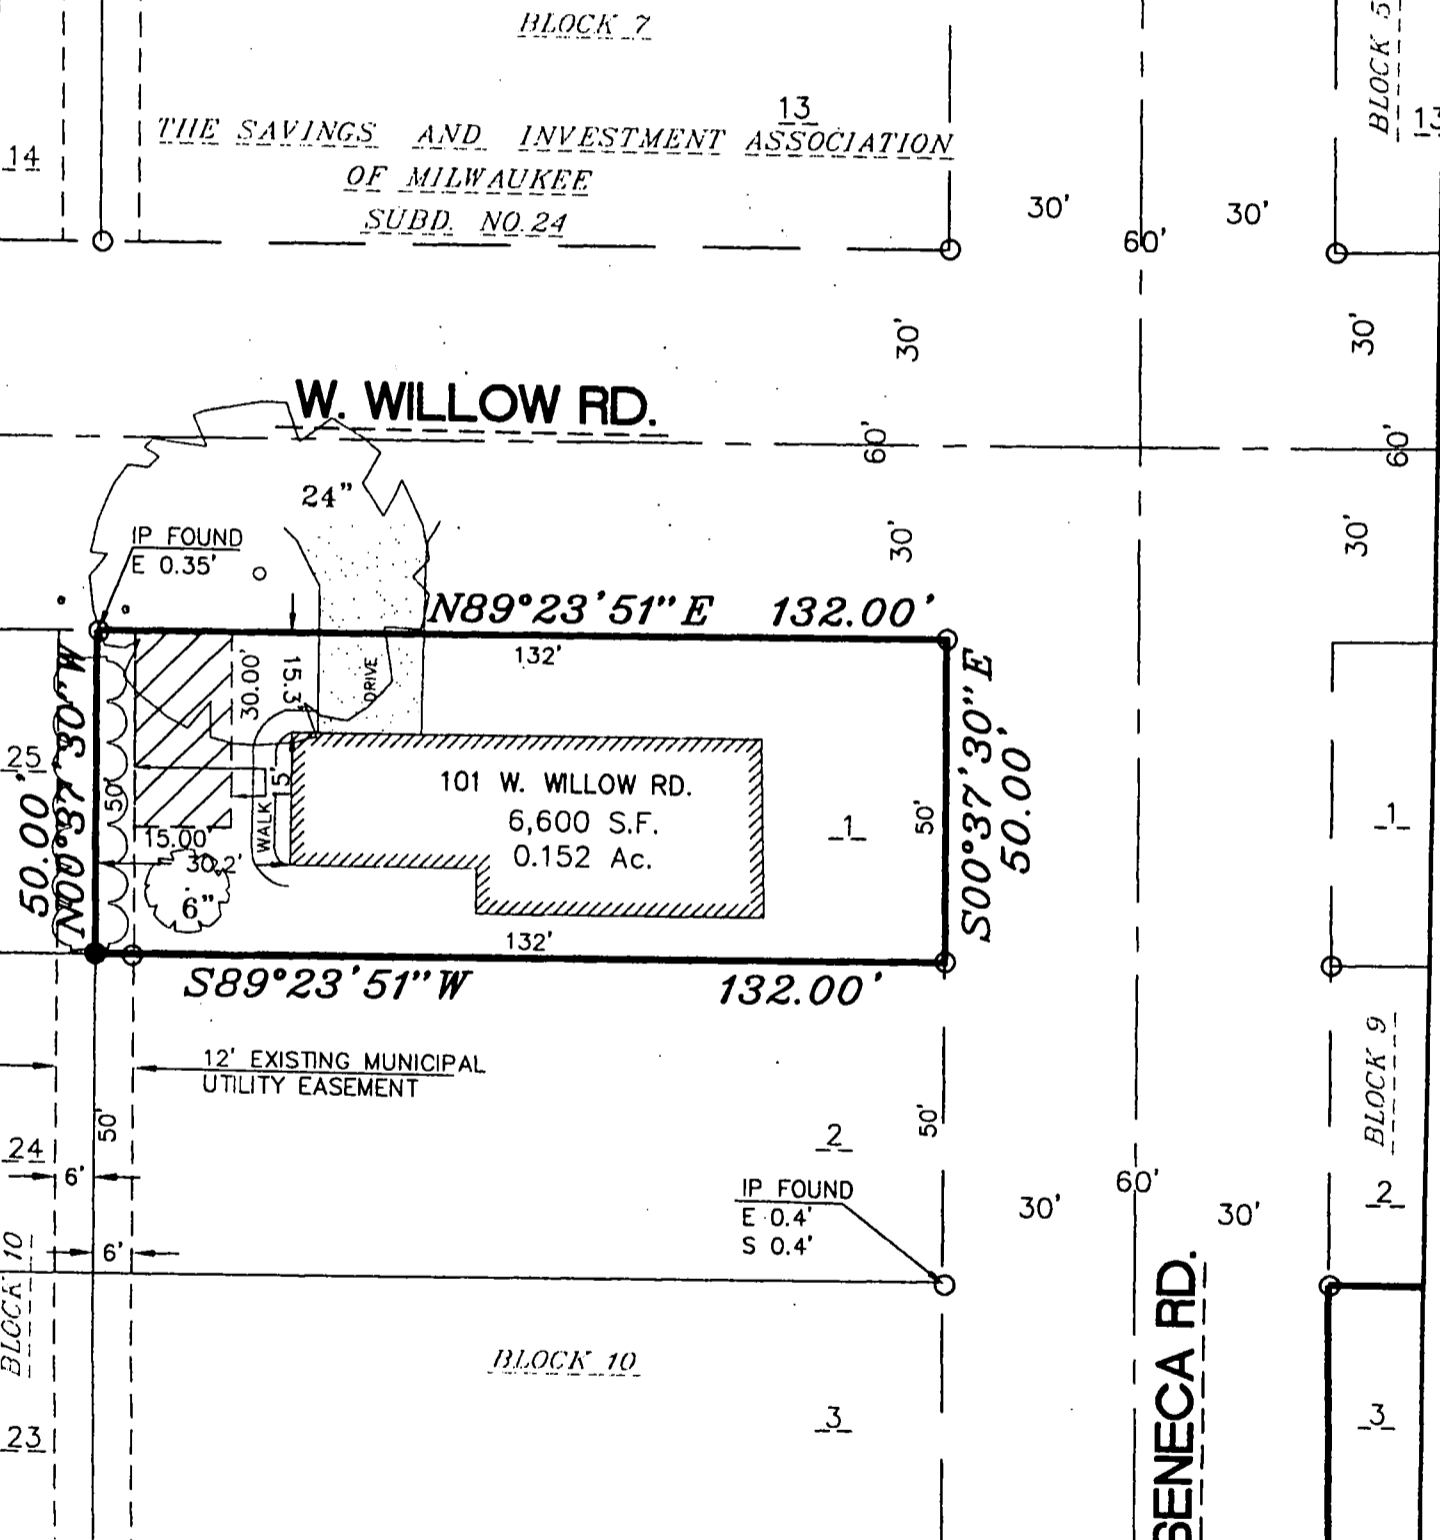 BLOCK 7
BLOCK 5
13
13
THE SAVINGS AND INVESTMENT ASSOCIATION
OF MILWAUKEE
SUBD. NO.24
14
30'
30'
60'
30'
30'
W. WILLOW RD.
60'
60'
24"
IP FOUND
E 0.35'
30'
30'
N89°23'51"E 132.00'
132'
30.00'
15.3'
DRIVE
N00°37'30"W
50.00'
25
50'
15'
WALK
15.00'
30.2'
6"
101 W. WILLOW RD.
6,600 S.F.
0.152 Ac.
1
50'
S00°37'30"E
50.00'
1
132'
S89°23'51"W 132.00'
12' EXISTING MUNICIPAL
UTILITY EASEMENT
50'
24
6'
6'
2
50'
BLOCK 9
2
IP FOUND
E 0.4'
S 0.4'
30'
60'
30'
BLOCK 10
BLOCK 10
23
3
SENECA RD.
3